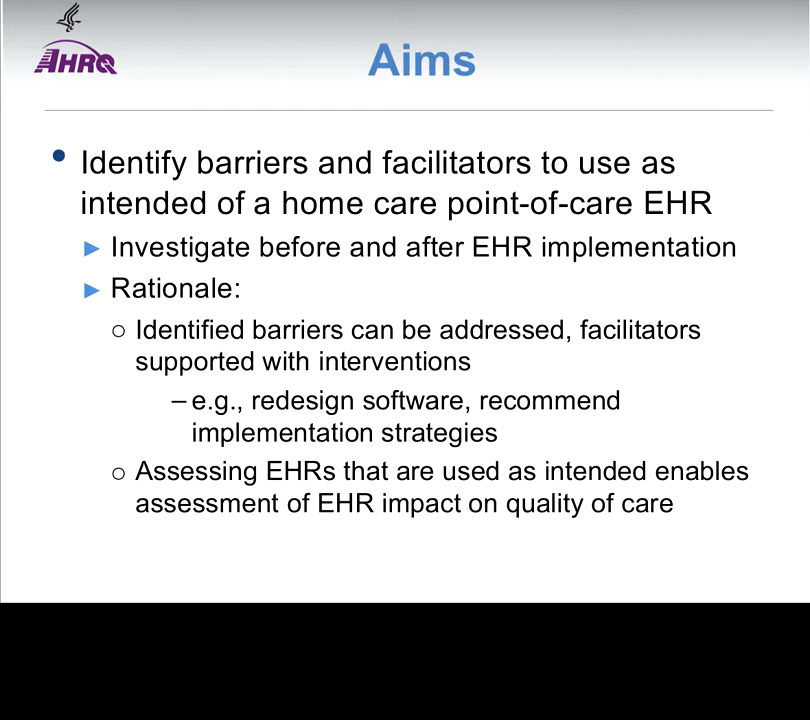 AHRQ
Aims
• Identify barriers and facilitators to use as
intended of a home care point-of-care EHR
► Investigate before and after EHR implementation
► Rationale:
○ Identified barriers can be addressed, facilitators
supported with interventions
– e.g., redesign software, recommend
implementation strategies
○ Assessing EHRs that are used as intended enables
assessment of EHR impact on quality of care